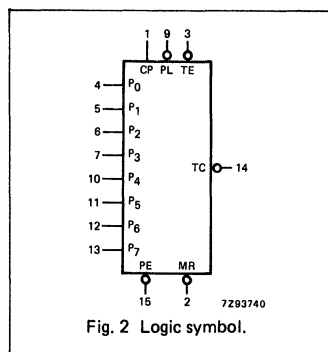 1 9 3
CP PL TE
4 P0
5 P1
6 P2
7 P3
TC 14
10 P4
11 P5
12 P6
13 P7
PE MR
15 2
7Z93740
Fig. 2 Logic symbol.